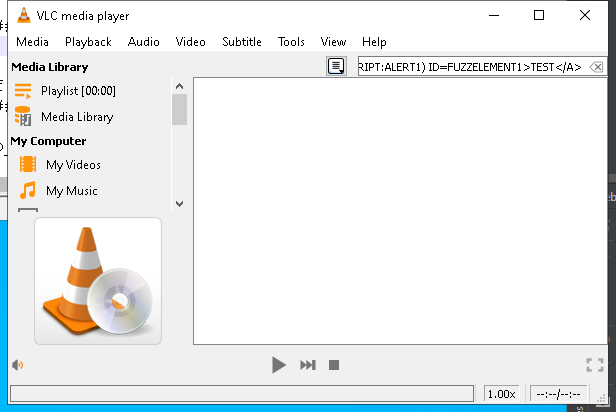 VLC media player
Media Playback Audio Video Subtitle Tools View Help
Media Library
RIPT:ALERT1) ID=FUZZELEMENT1>TEST</A>
Playlist [00:00]
Media Library
My Computer
My Videos
My Music
1.00x
--:--/--:--